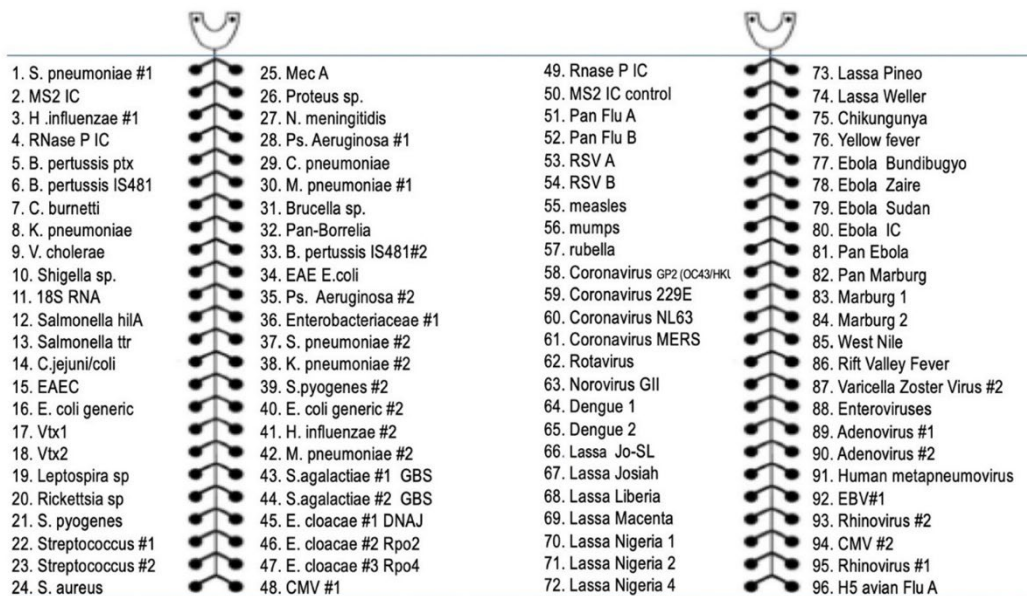 1. S. pneumoniae #1
2. MS2 IC
3. H .influenzae #1
4. RNase P IC
5. B. pertussis ptx
6. B. pertussis IS481
7. C. burnetti
8. K. pneumoniae
9. V. cholerae
10. Shigella sp.
11. 18S RNA
12. Salmonella hilA
13. Salmonella ttr
14. C.jejuni/coli
15. EAEC
16. E. coli generic
17. Vtx1
18. Vtx2
19. Leptospira sp
20. Rickettsia sp
21. S. pyogenes
22. Streptococcus #1
23. Streptococcus #2
24. S. aureus
25. Mec A
26. Proteus sp.
27. N. meningitidis
28. Ps. Aeruginosa #1
29. C. pneumoniae
30. M. pneumoniae #1
31. Brucella sp.
32. Pan-Borrelia
33. B. pertussis IS481#2
34. EAE E.coli
35. Ps. Aeruginosa #2
36. Enterobacteriaceae #1
37. S. pneumoniae #2
38. K. pneumoniae #2
39. S.pyogenes #2
40. E. coli generic #2
41. H. influenzae #2
42. M. pneumoniae #2
43. S.agalactiae #1 GBS
44. S.agalactiae #2 GBS
45. E. cloacae #1 DNAJ
46. E. cloacae #2 Rpo2
47. E. cloacae #3 Rpo4
48. CMV #1
49. Rnase P IC
50. MS2 IC control
51. Pan Flu A
52. Pan Flu B
53. RSV A
54. RSV B
55. measles
56. mumps
57. rubella
58. Coronavirus GP2 (OC43/HKU
59. Coronavirus 229E
60. Coronavirus NL63
61. Coronavirus MERS
62. Rotavirus
63. Norovirus GII
64. Dengue 1
65. Dengue 2
66. Lassa Jo-SL
67. Lassa Josiah
68. Lassa Liberia
69. Lassa Macenta
70. Lassa Nigeria 1
71. Lassa Nigeria 2
72. Lassa Nigeria 4
73. Lassa Pineo
74. Lassa Weller
75. Chikungunya
76. Yellow fever
77. Ebola Bundibugyo
78. Ebola Zaire
79. Ebola Sudan
80. Ebola IC
81. Pan Ebola
82. Pan Marburg
83. Marburg 1
84. Marburg 2
85. West Nile
86. Rift Valley Fever
87. Varicella Zoster Virus #2
88. Enteroviruses
89. Adenovirus #1
90. Adenovirus #2
91. Human metapneumovirus
92. EBV#1
93. Rhinovirus #2
94. CMV #2
95. Rhinovirus #1
96. H5 avian Flu A